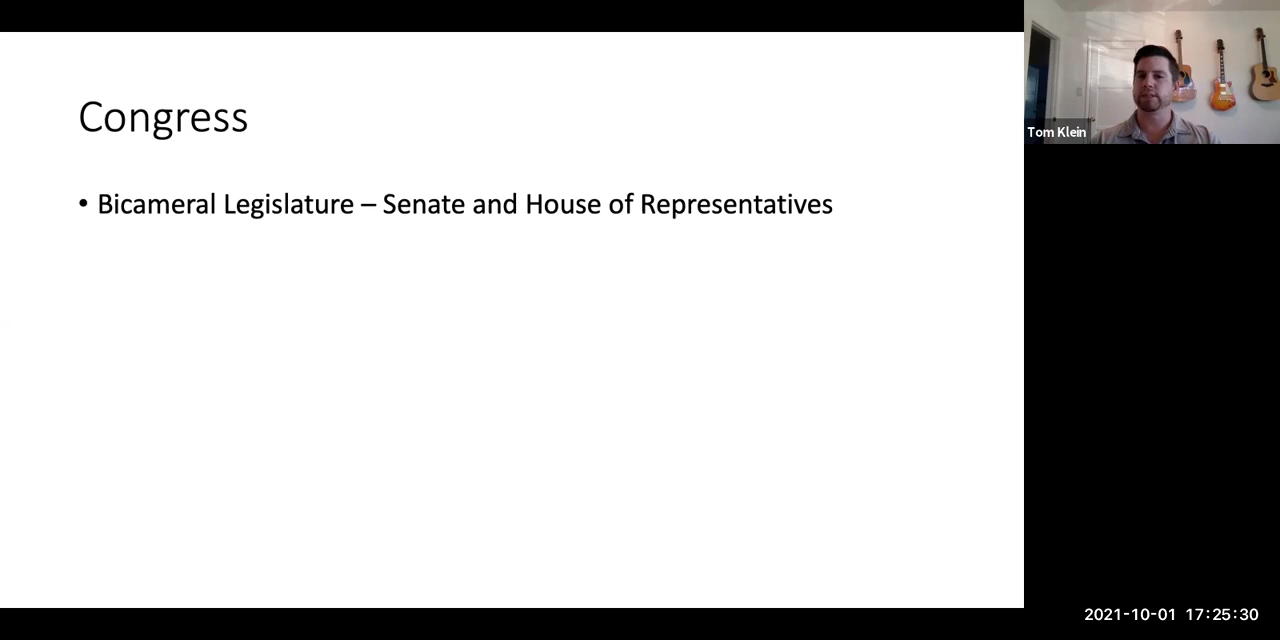 Congress
• Bicameral Legislature – Senate and House of Representatives
Tom Klein
2021-10-01 17:25:30